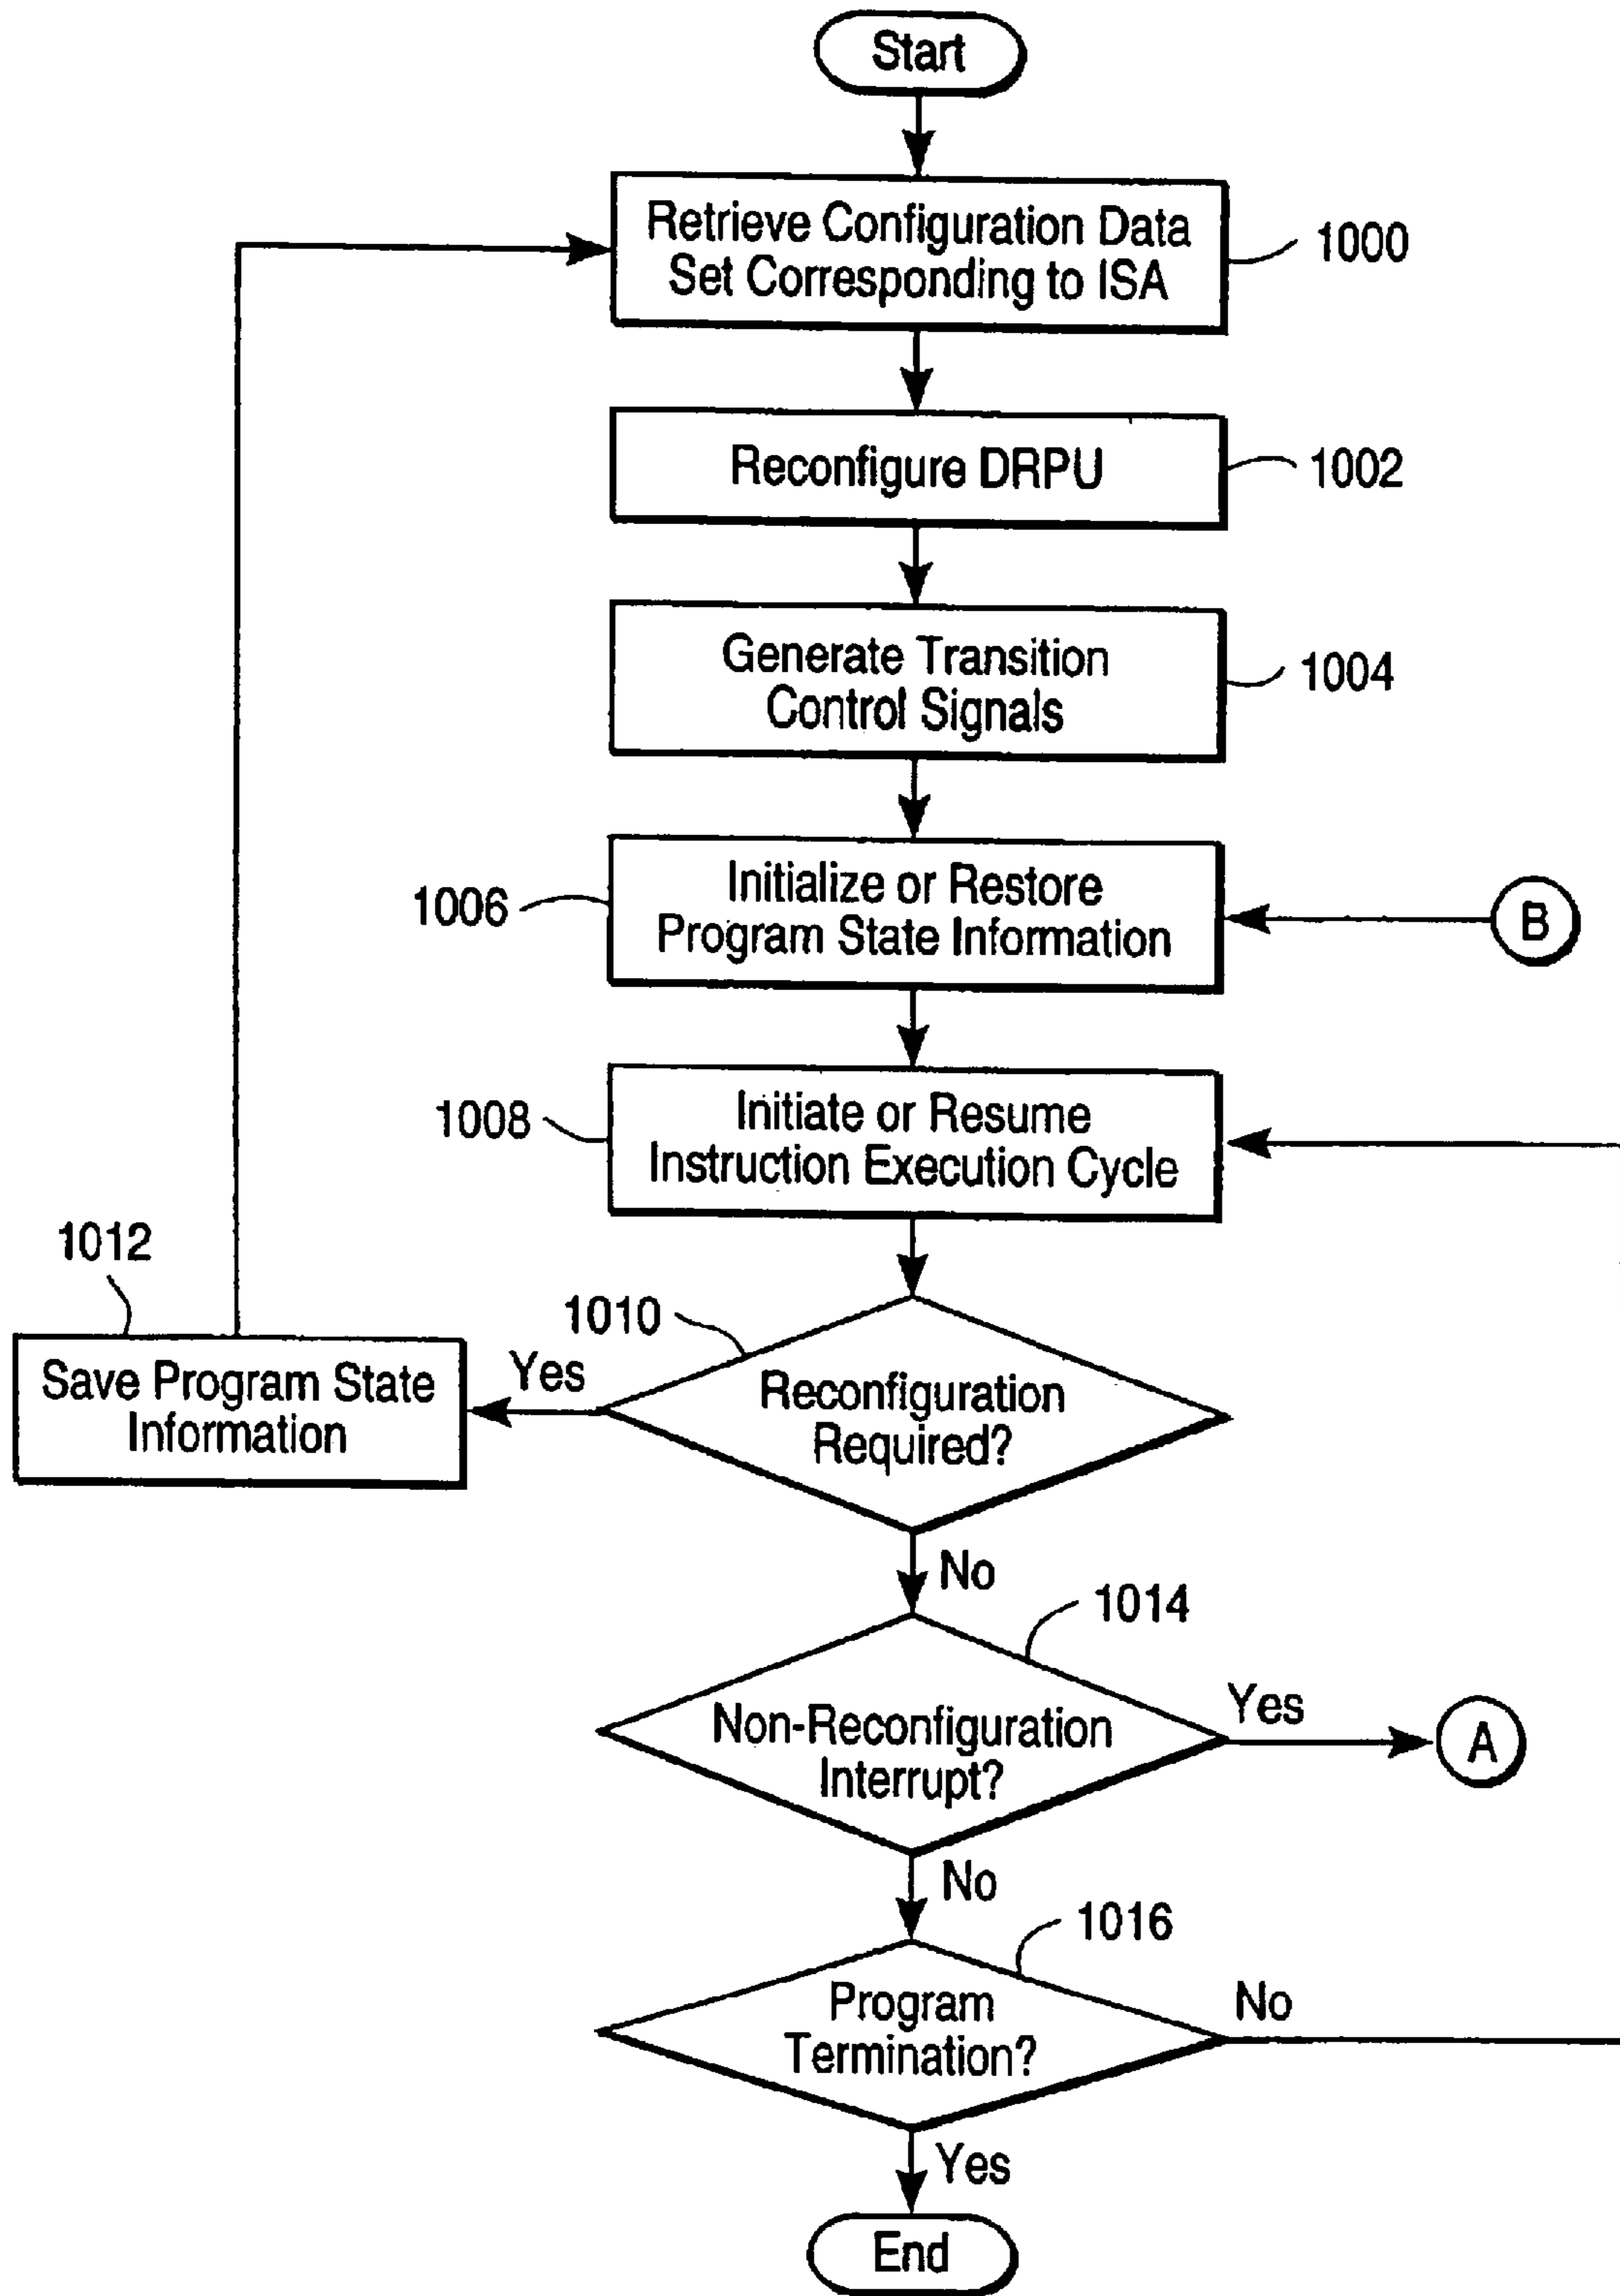 Start
Retrieve Configuration Data
Set Corresponding to ISA
1000
Reconfigure DRPU
1002
Generate Transition
Control Signals
1004
Initialize or Restore
Program State Information
1006
B
Initiate or Resume
Instruction Execution Cycle
1008
1012
Save Program State
Information
Yes
1010
Reconfiguration
Required?
No
1014
Non-Reconfiguration
Interrupt?
Yes
A
No
1016
Program
Termination?
No
Yes
End